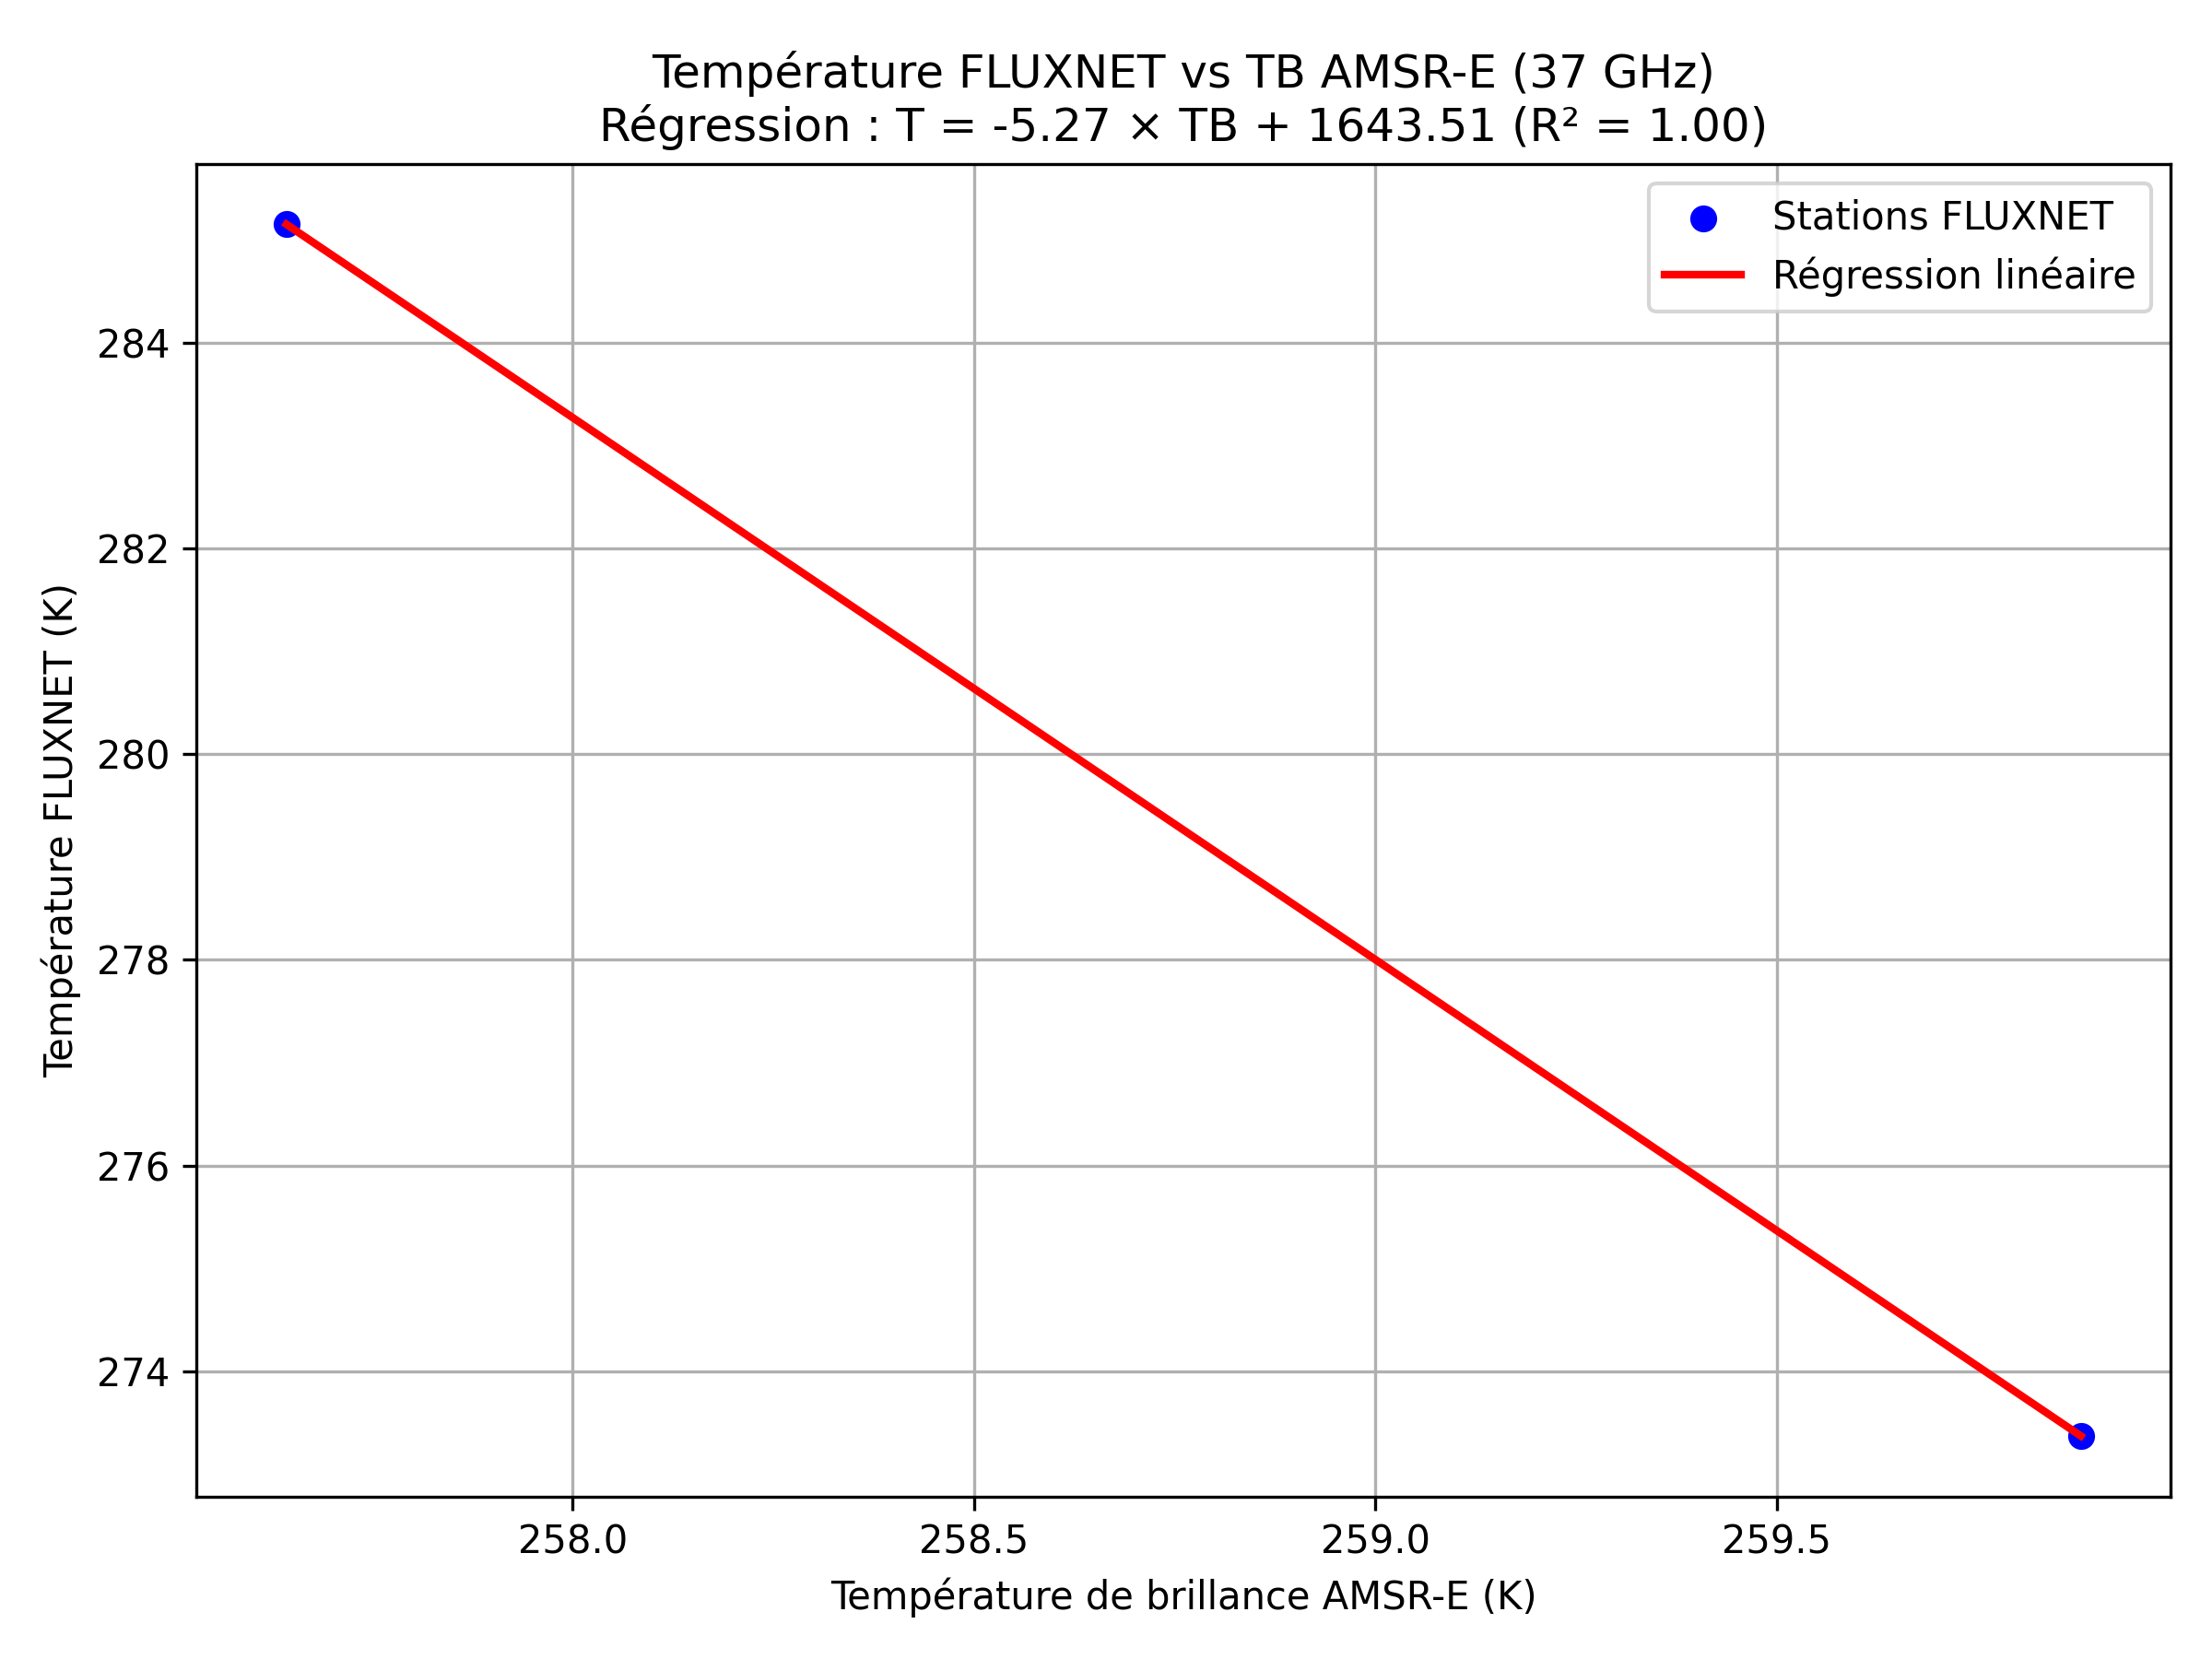 Température FLUXNET vs TB AMSR-E (37 GHz)
Régression : T = -5.27 × TB + 1643.51 (R² = 1.00)
Stations FLUXNET
Régression linéaire
Température FLUXNET (K)
284
282
280
278
276
274
258.0
258.5
259.0
259.5
Température de brillance AMSR-E (K)